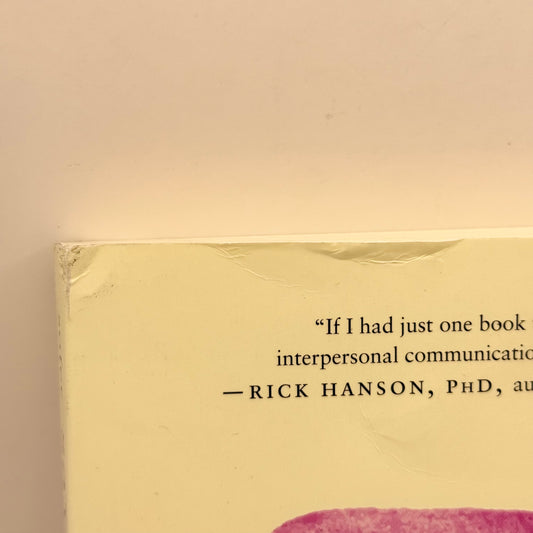 “If I had just one book
interpersonal communicatio
—RICK HANSON, PHD, au